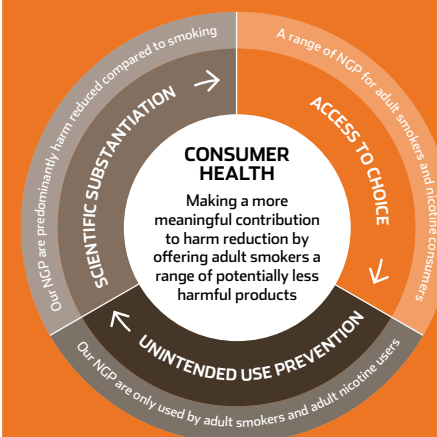 CONSUMER
HEALTH
Making a more
meaningful contribution
to harm reduction by
offering adult smokers a
range of potentially less
harmful products
SCIENTIFIC SUBSTANTIATION
Our NGP are predominantly harm reduced compared to smoking
ACCESS TO CHOICE
A range of NGP for adult smokers and nicotine consumers
UNINTENDED USE PREVENTION
Our NGP are only used by adult smokers and adult nicotine users